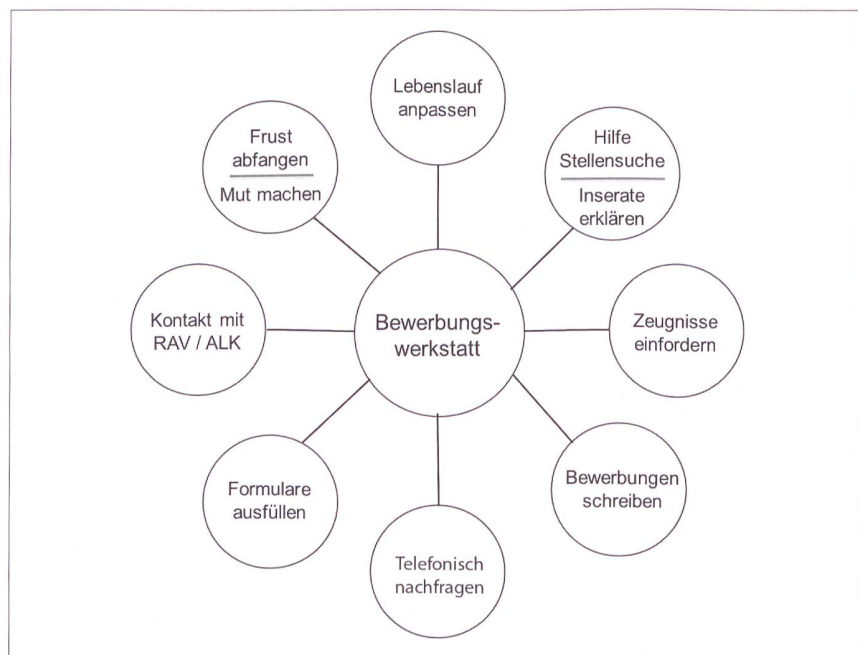 Lebenslauf
anpassen
Hilfe
Stellensuche
Inserate
erklären
Zeugnisse
einfordern
Bewerbungen
schreiben
Telefonisch
nachfragen
Formulare
ausfüllen
Kontakt mit
RAV / ALK
Frust
abfangen
Mut machen
Bewerbungs-
werkstatt